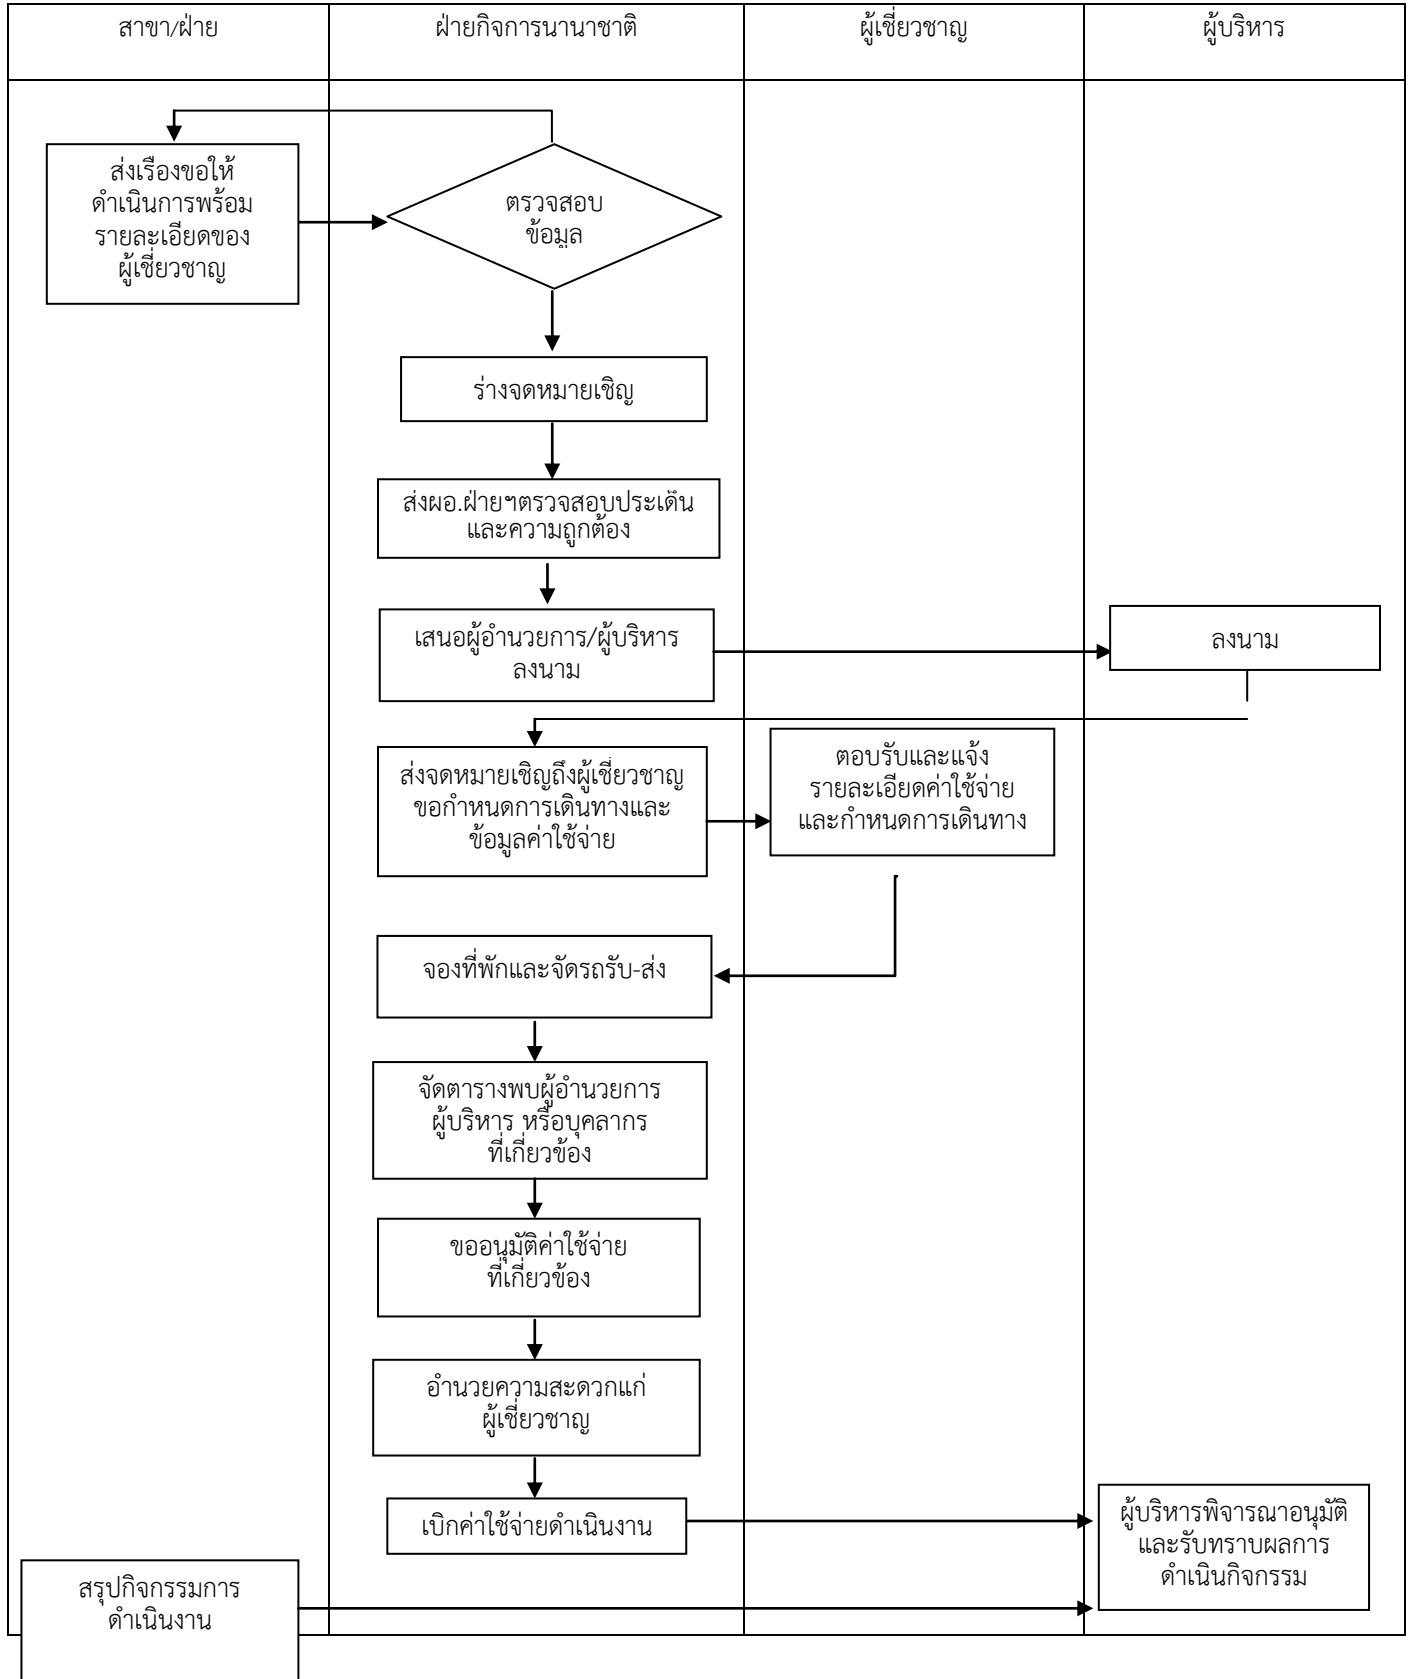 สาขา/ฝ่าย
ฝ่ายกิจการนานาชาติ
ผู้เชี่ยวชาญ
ผู้บริหาร
ส่งเรื่องขอให้
ดำเนินการพร้อม
รายละเอียดของ
ผู้เชี่ยวชาญ
ตรวจสอบ
ข้อมูล
ร่างจดหมายเชิญ
ส่งผอ.ฝ่ายฯตรวจสอบประเด็น
และความถูกต้อง
เสนอผู้อำนวยการ/ผู้บริหาร
ลงนาม
ลงนาม
ส่งจดหมายเชิญถึงผู้เชี่ยวชาญ
ขอกำหนดการเดินทางและ
ข้อมูลค่าใช้จ่าย
ตอบรับและแจ้ง
รายละเอียดค่าใช้จ่าย
และกำหนดการเดินทาง
จองที่พักและจัดรถรับ-ส่ง
จัดตารางพบผู้อำนวยการ
ผู้บริหาร หรือบุคลากร
ที่เกี่ยวข้อง
ขออนุมัติค่าใช้จ่าย
ที่เกี่ยวข้อง
อำนวยความสะดวกแก่
ผู้เชี่ยวชาญ
เบิกค่าใช้จ่ายดำเนินงาน
ผู้บริหารพิจารณาอนุมัติ
และรับทราบผลการ
ดำเนินกิจกรรม
สรุปกิจกรรมการ
ดำเนินงาน